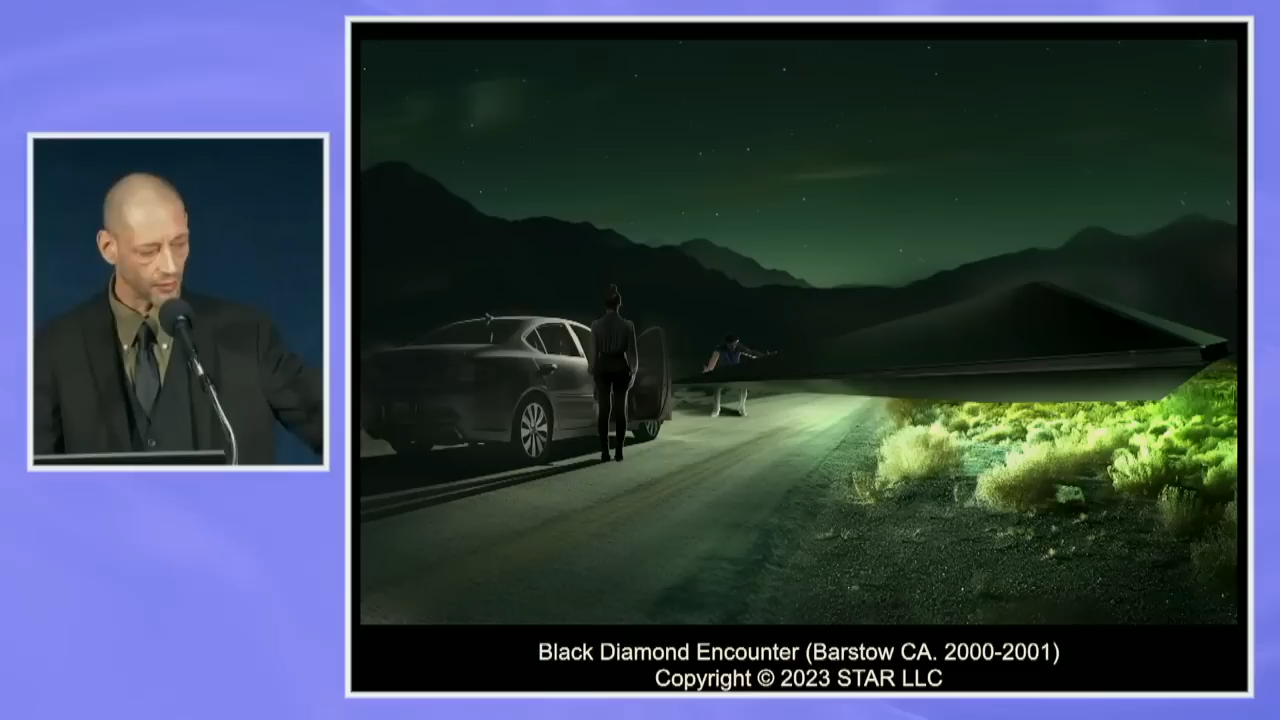 Black Diamond Encounter (Barstow CA. 2000-2001)
Copyright © 2023 STAR LLC